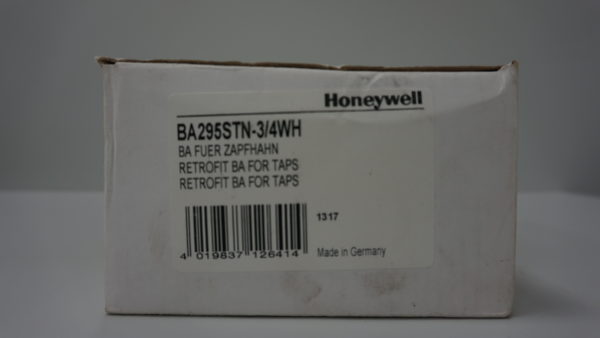 Honeywell
BA295STN-3/4WH
BA FUER ZAPFHAHN
RETROFIT BA FOR TAPS
RETROFIT BA FOR TAPS
1317
4 019837 126414
Made in Germany